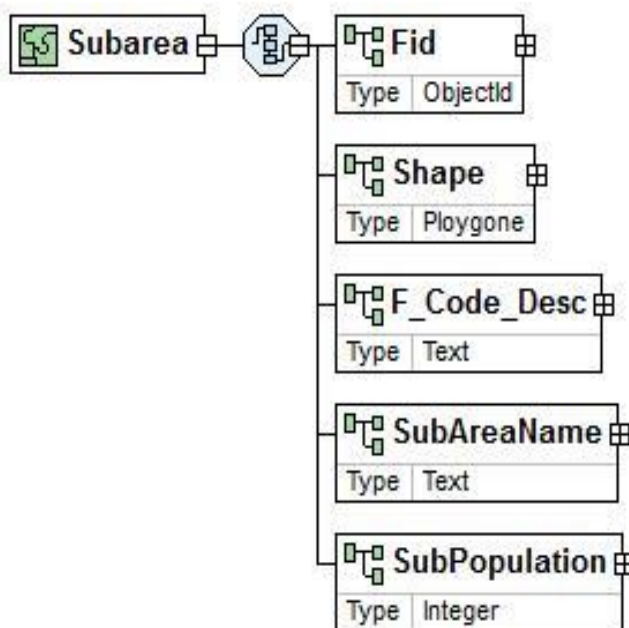 Subarea
Fid
Type ObjectId
Shape
Type Ploygone
F_Code_Desc
Type Text
SubAreaName
Type Text
SubPopulation
Type Integer